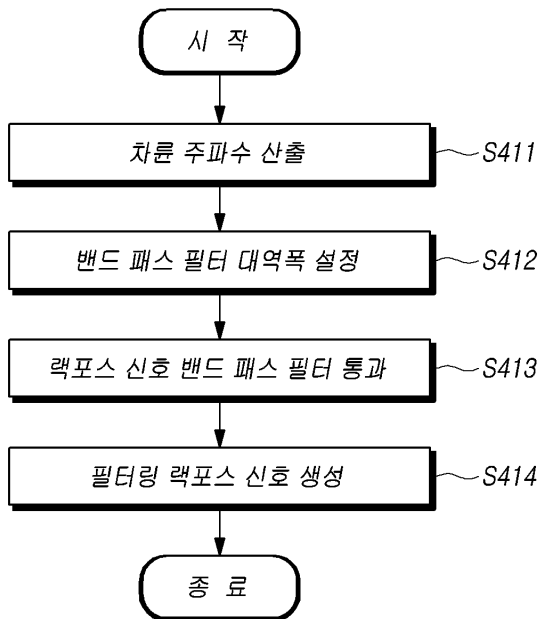 시 작
차륜 주파수 산출
S411
밴드 패스 필터 대역폭 설정
S412
랙포스 신호 밴드 패스 필터 통과
S413
필터링 랙포스 신호 생성
S414
종 료